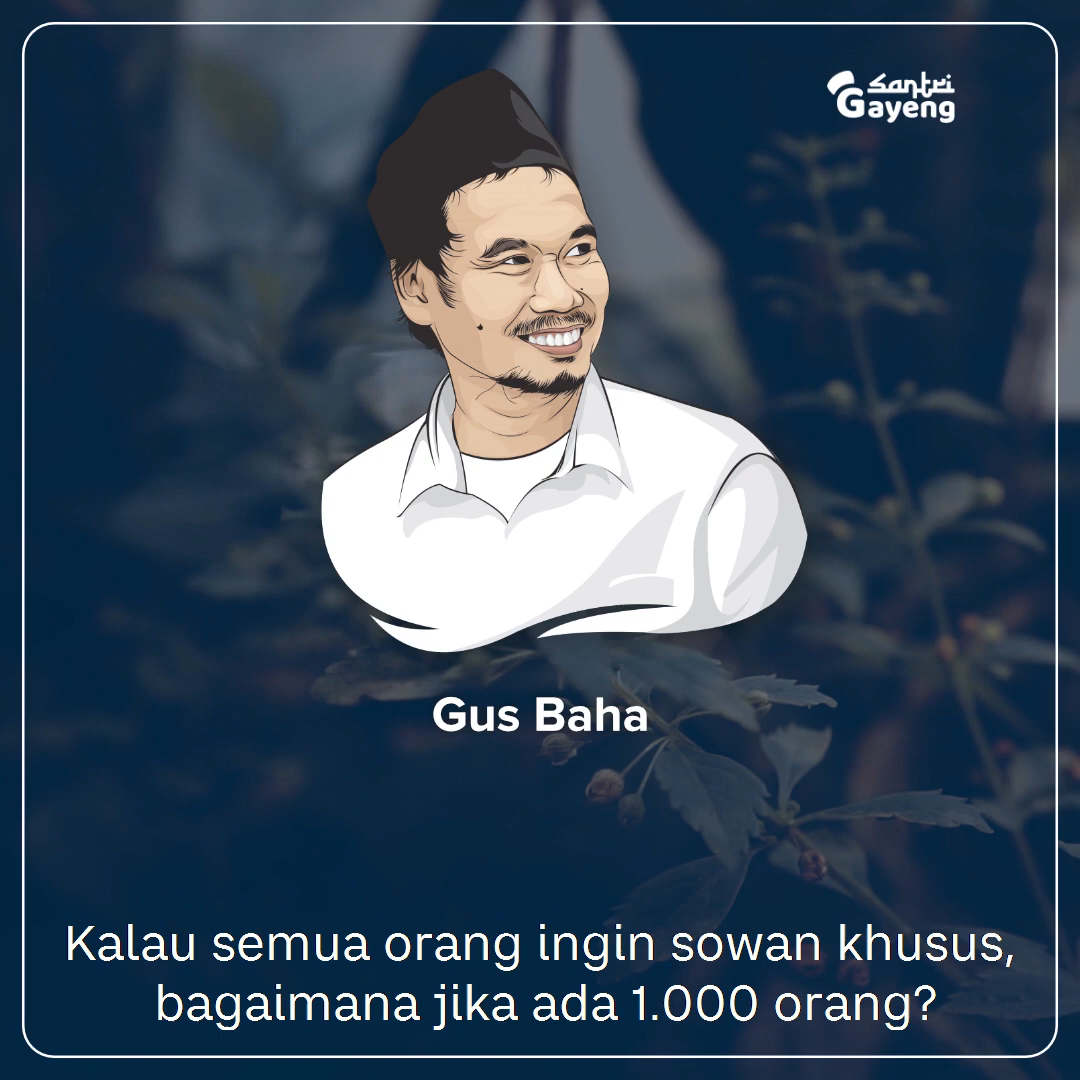 Santri
Gayeng
Gus Baha
Kalau semua orang ingin sowan khusus,
bagaimana jika ada 1.000 orang?